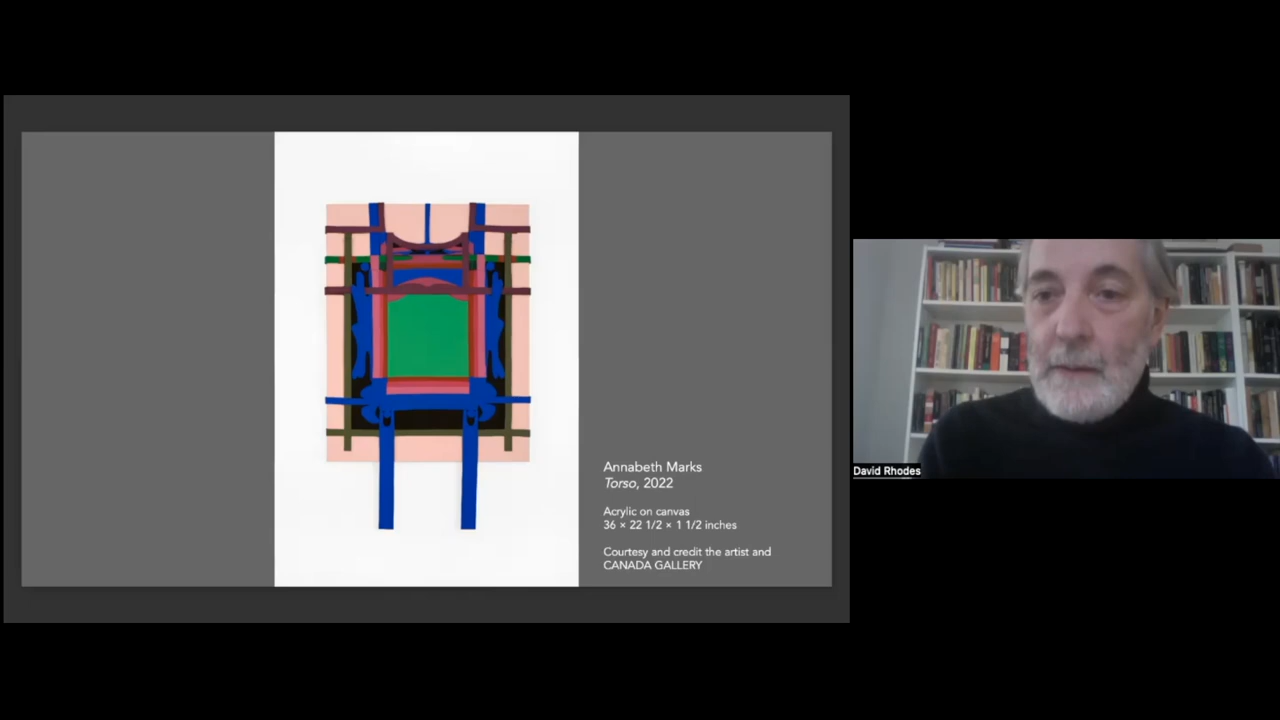 Annabeth Marks
Torso, 2022
Acrylic on canvas
36 × 22 1/2 × 1 1/2 inches
Courtesy and credit the artist and
CANADA GALLERY
David Rhodes